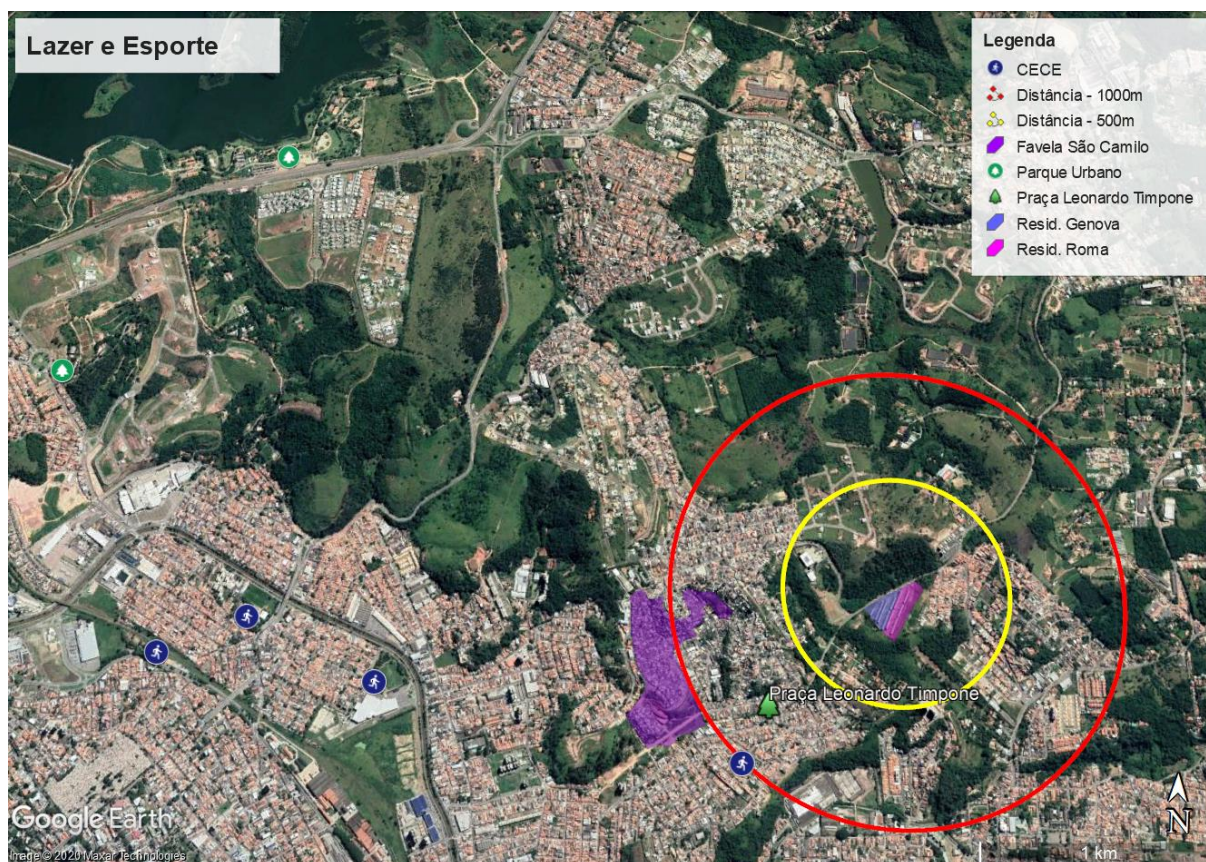 Lazer e Esporte
Legenda
CECE
Distância - 1000m
Distância - 500m
Favela São Camilo
Parque Urbano
Praça Leonardo Timpone
Resid. Genova
Resid. Roma
Praça Leonardo Timpone
Google Earth
Image © 2020 Maxar Technologies
1 km
N